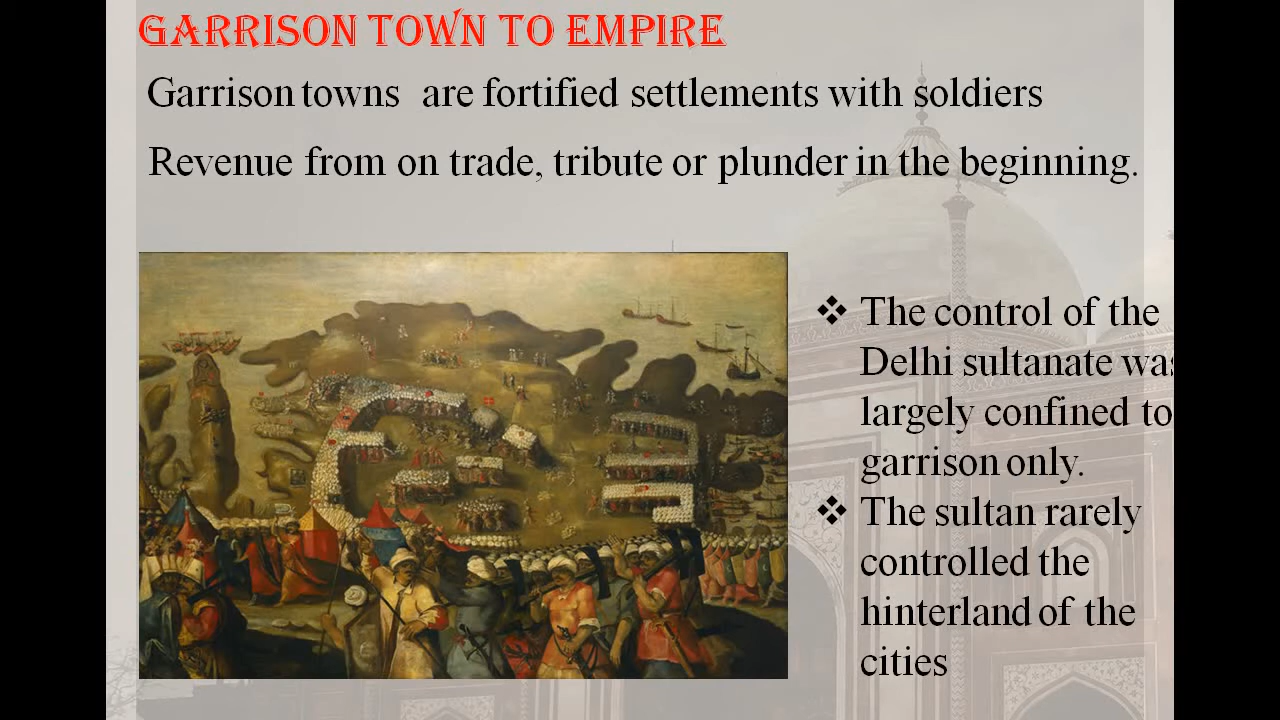 GARRISON TOWN TO EMPIRE
Garrison towns are fortified settlements with soldiers
Revenue from on trade, tribute or plunder in the beginning.
❖ The control of the
Delhi sultanate was
largely confined to
garrison only.
❖ The sultan rarely
controlled the
hinterland of the
cities